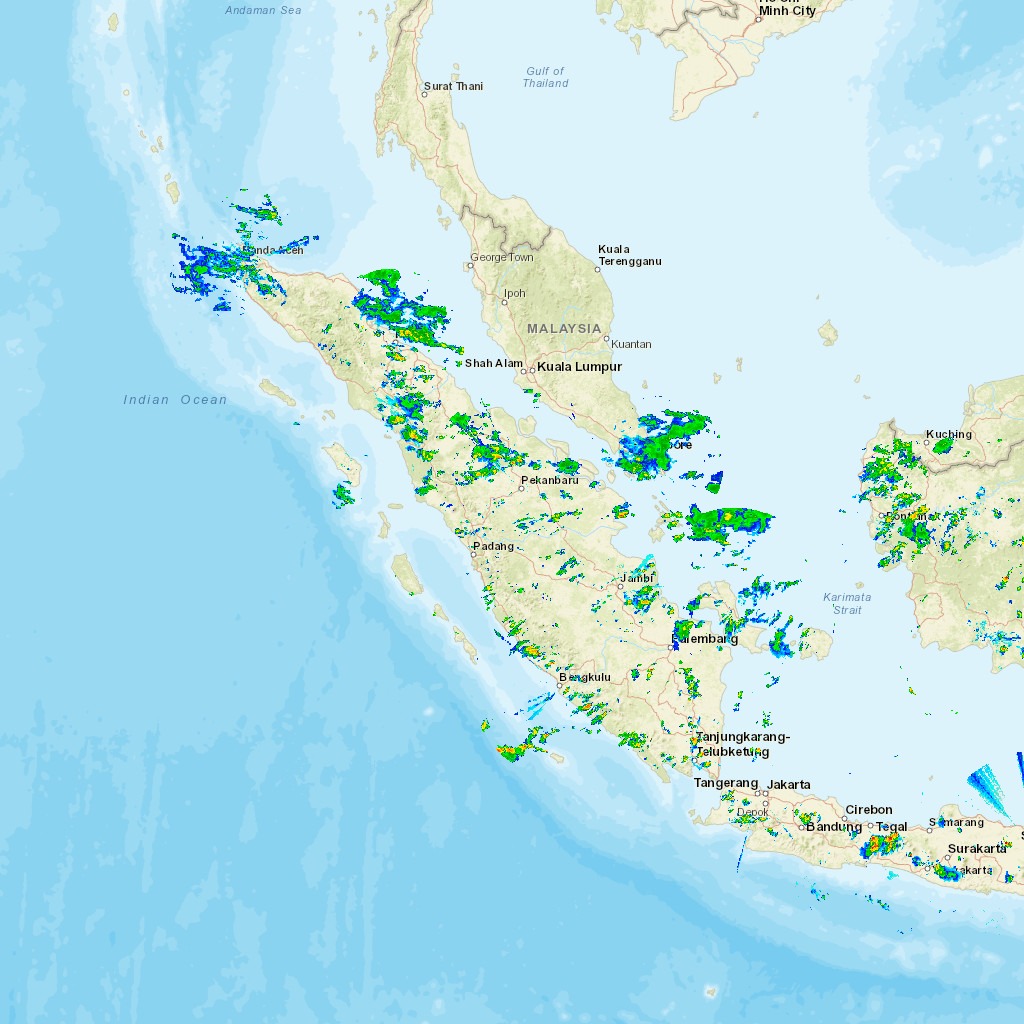 Andaman Sea
Minh City
Gulf of
Thailand
Surat Thani
Banda Aceh
George Town
Kuala
Terengganu
Ipoh
MALAYSIA
Kuantan
Shah Alam
Kuala Lumpur
Indian Ocean
Kuching
Pekanbaru
Padang
Jambi
Karimata
Strait
Palembang
Bengkulu
Tanjungkarang-
Telubketung
Tangerang
Jakarta
Depok
Cirebon
Bandung
Tegal
Semarang
Surakarta